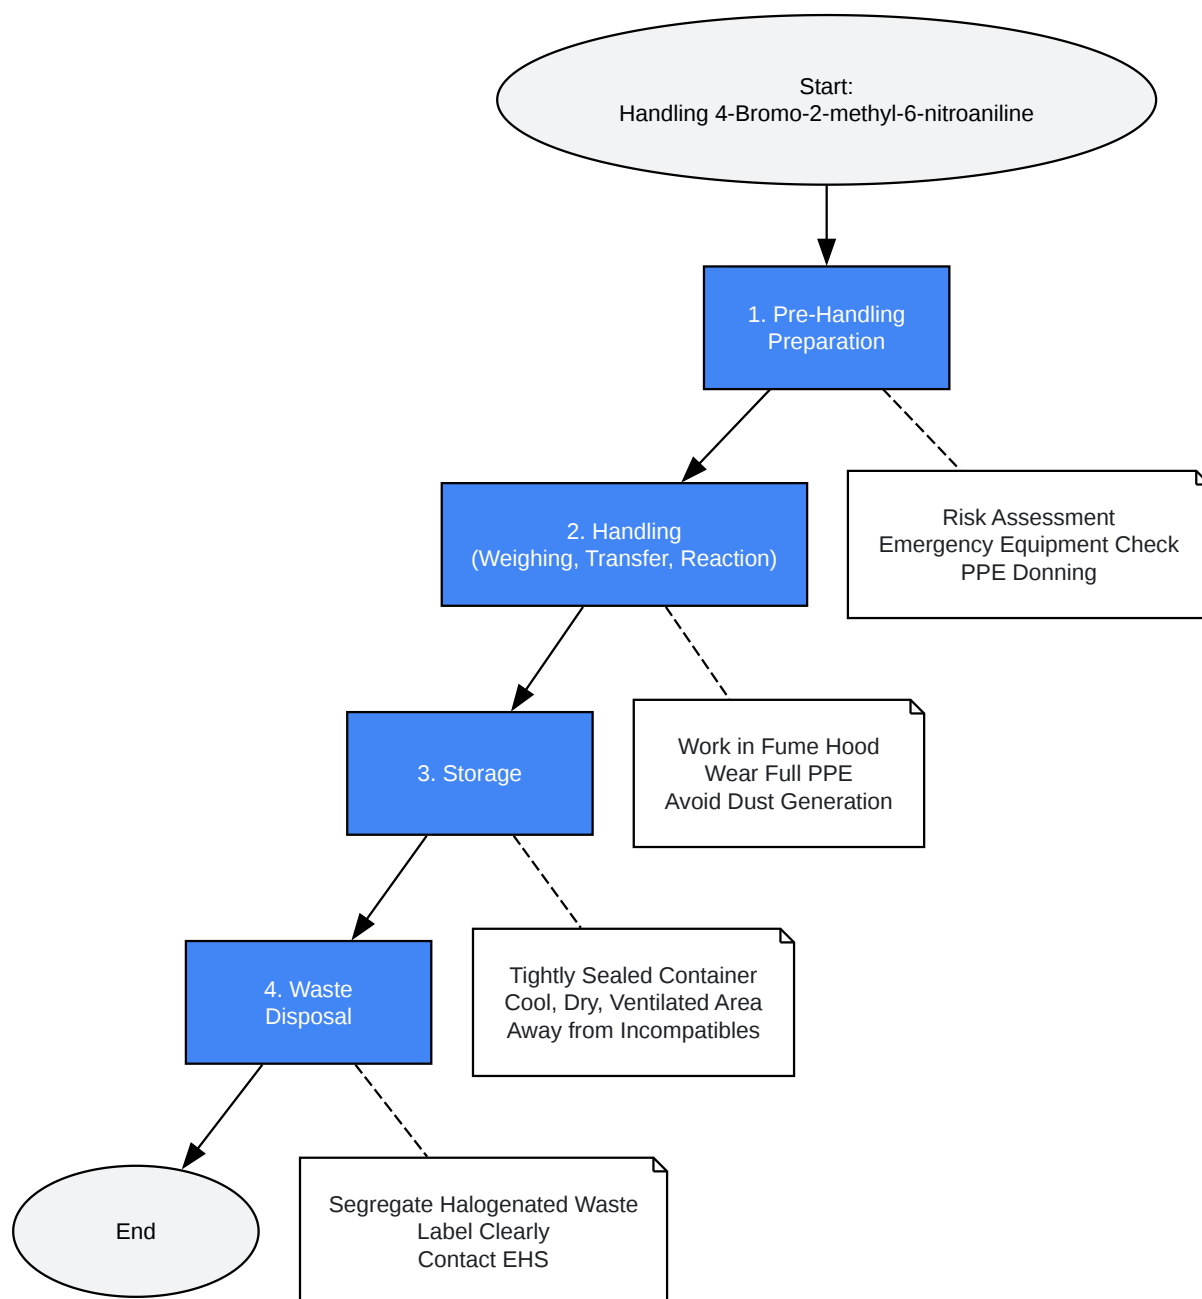 Start:
Handling 4-Bromo-2-methyl-6-nitroaniline
1. Pre-Handling
Preparation
Risk Assessment
Emergency Equipment Check
PPE Donning
2. Handling
(Weighing, Transfer, Reaction)
Work in Fume Hood
Wear Full PPE
Avoid Dust Generation
3. Storage
Tightly Sealed Container
Cool, Dry, Ventilated Area
Away from Incompatibles
4. Waste
Disposal
Segregate Halogenated Waste
Label Clearly
Contact EHS
End